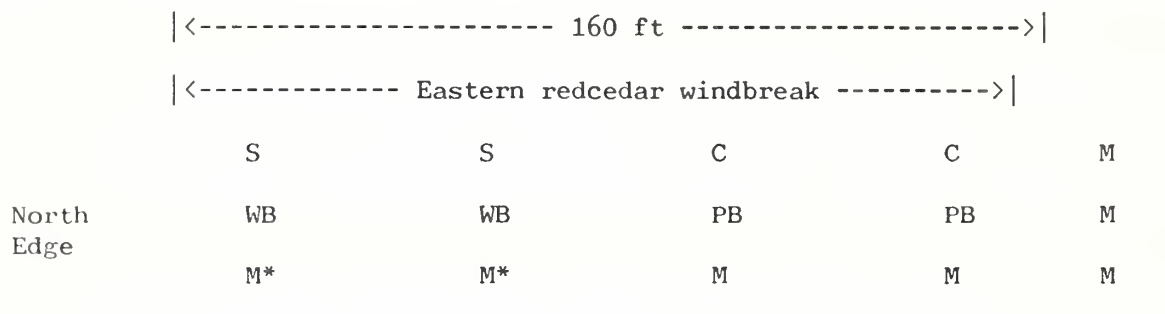 |<---------------------- 160 ft ---------------------->|
|<------------- Eastern redcedar windbreak ---------->|
S S C C M
North WB WB PB PB M
Edge
M* M* M M M